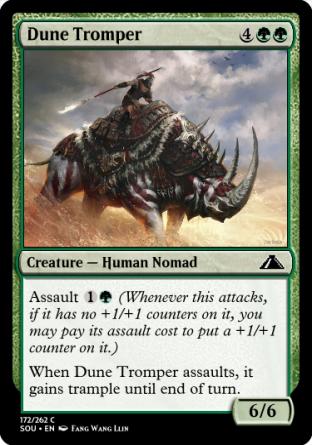 Dune Tromper 4
Creature — Human Nomad
Assault 1 (Whenever this attacks,
if it has no +1/+1 counters on it, you
may pay its assault cost to put a +1/+1
counter on it.)
When Dune Tromper assaults, it
gains trample until end of turn.
6/6
172/262 C
SOU • EN Fang Wang Llin